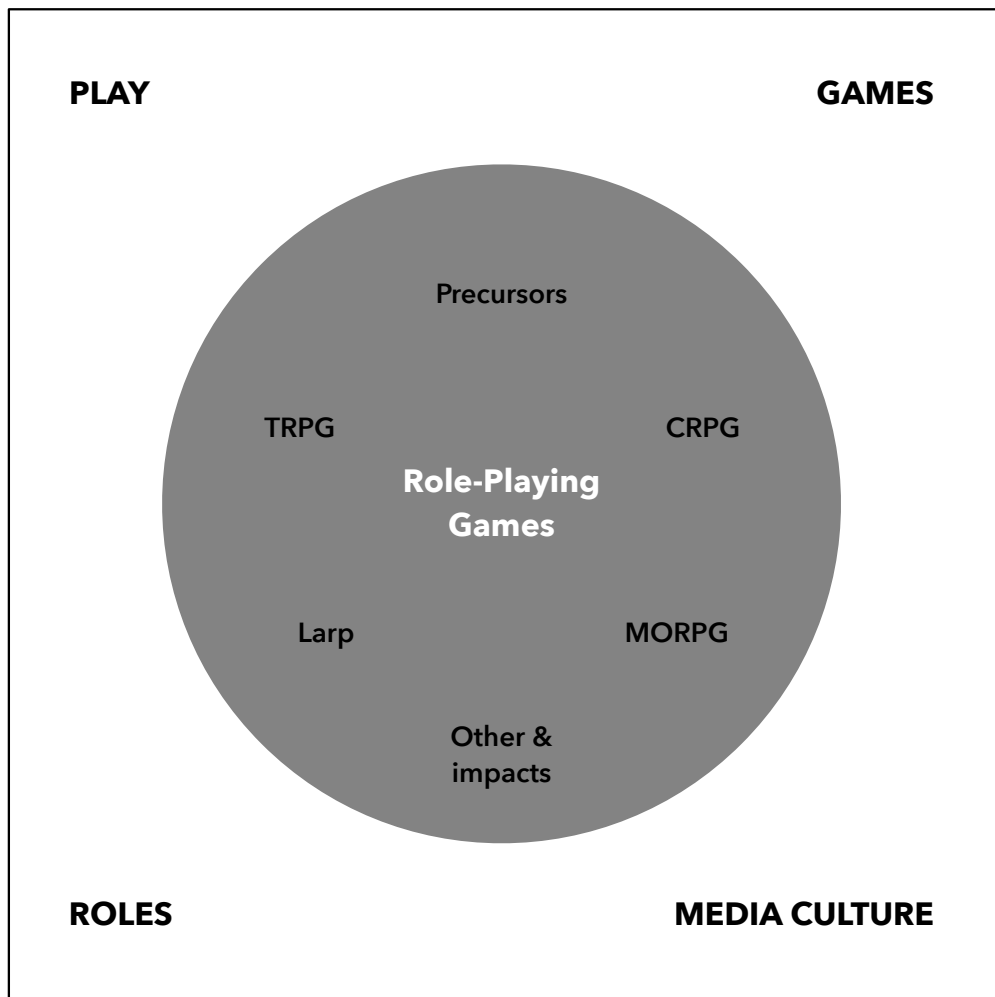 PLAY
GAMES
Precursors
TRPG
CRPG
Role-Playing
Games
Larp
MORPG
Other &
impacts
ROLES
MEDIA CULTURE